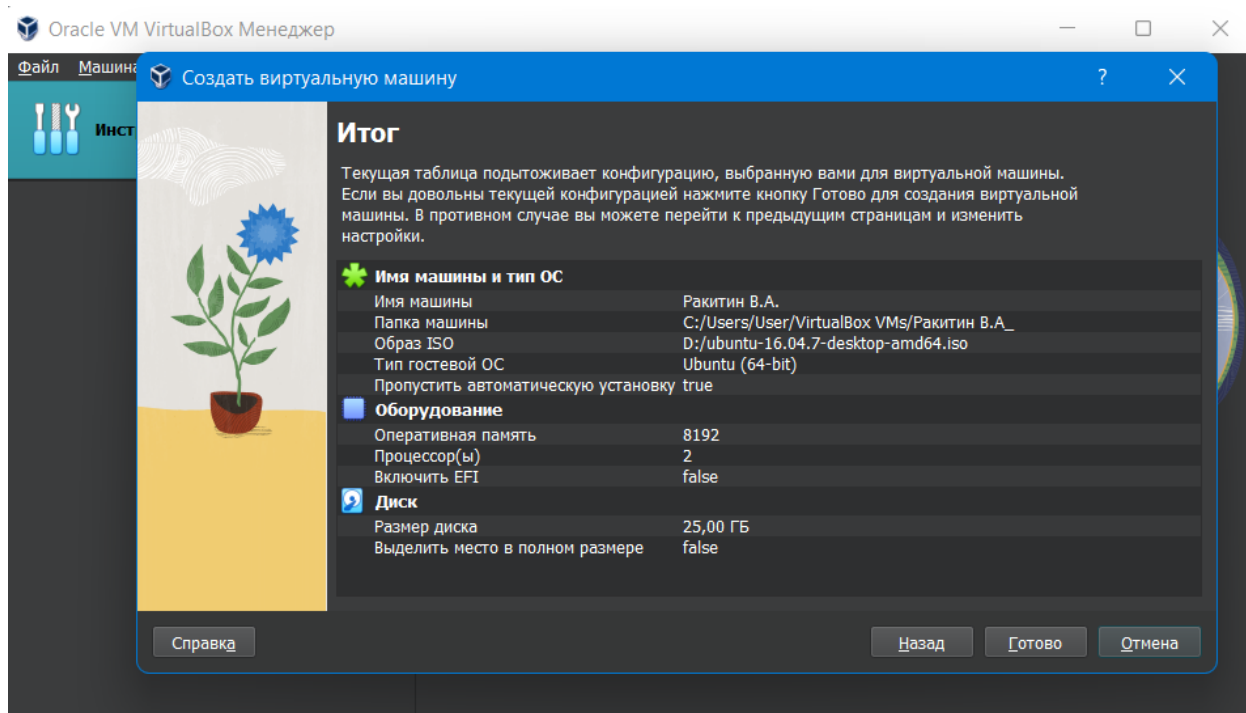 Oracle VM VirtualBox Менеджер
Файл Машина
Инст
Создать виртуальную машину ?
Итог
Текущая таблица подытоживает конфигурацию, выбранную вами для виртуальной машины.
Если вы довольны текущей конфигурацией нажмите кнопку Готово для создания виртуальной
машины. В противном случае вы можете перейти к предыдущим страницам и изменить
настройки.
Имя машины и тип ОС
Имя машины Ракитин В.А.
Папка машины C:/Users/User/VirtualBox VMs/Ракитин В.А_
Образ ISO D:/ubuntu-16.04.7-desktop-amd64.iso
Тип гостевой ОС Ubuntu (64-bit)
Пропустить автоматическую установку true
Оборудование
Оперативная память 8192
Процессор(ы) 2
Включить EFI false
Диск
Размер диска 25,00 ГБ
Выделить место в полном размере false
Справка Назад Готово Отмена